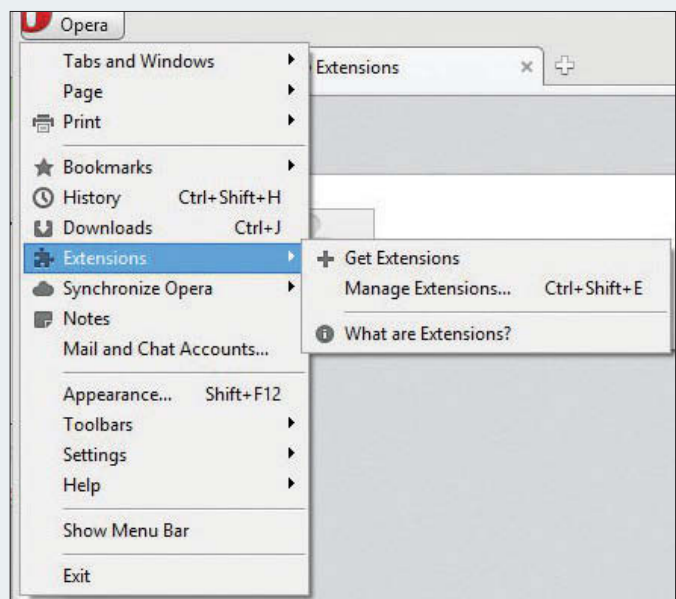 Opera
Tabs and Windows
Extensions
Page
Print
Bookmarks
History Ctrl+Shift+H
Downloads Ctrl+J
Extensions
Get Extensions
Synchronize Opera
Manage Extensions... Ctrl+Shift+E
Notes
What are Extensions?
Mail and Chat Accounts...
Appearance... Shift+F12
Toolbars
Settings
Help
Show Menu Bar
Exit